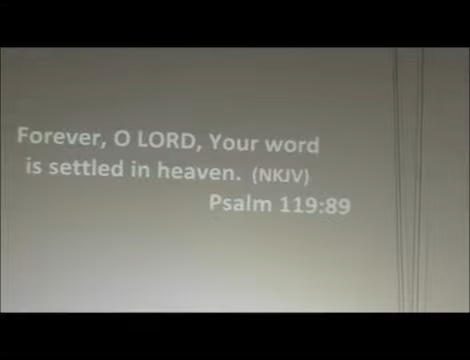 Forever, O LORD, Your word
is settled in heaven. (NKJV)
Psalm 119:89